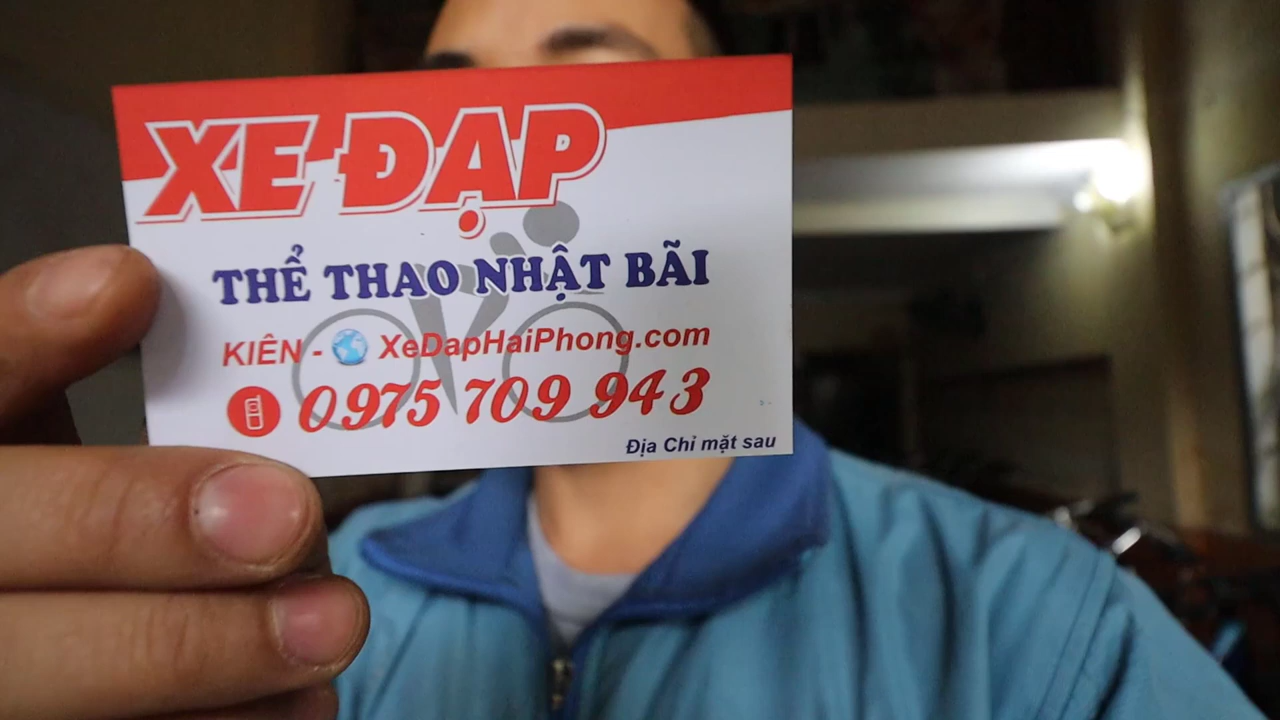 XE ĐẠP
THỂ THAO NHẬT BÃI
KIÊN - XeDapHaiPhong.com
0975 709 943
Địa Chỉ mặt sau